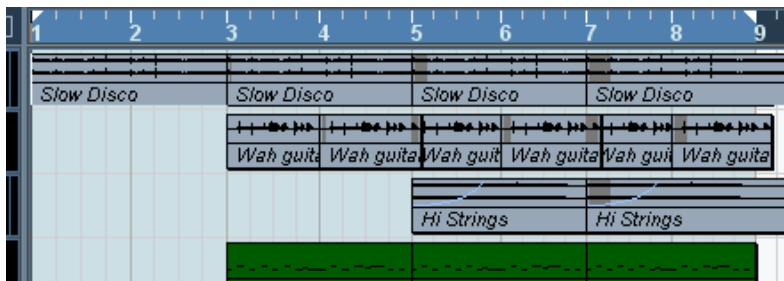 1 2 3 4 5 6 7 8 9
Slow Disco Slow Disco Slow Disco Slow Disco
Wah guita Wah guita Wah guit Wah guita Wah gui Wah guita
Hi Strings Hi Strings